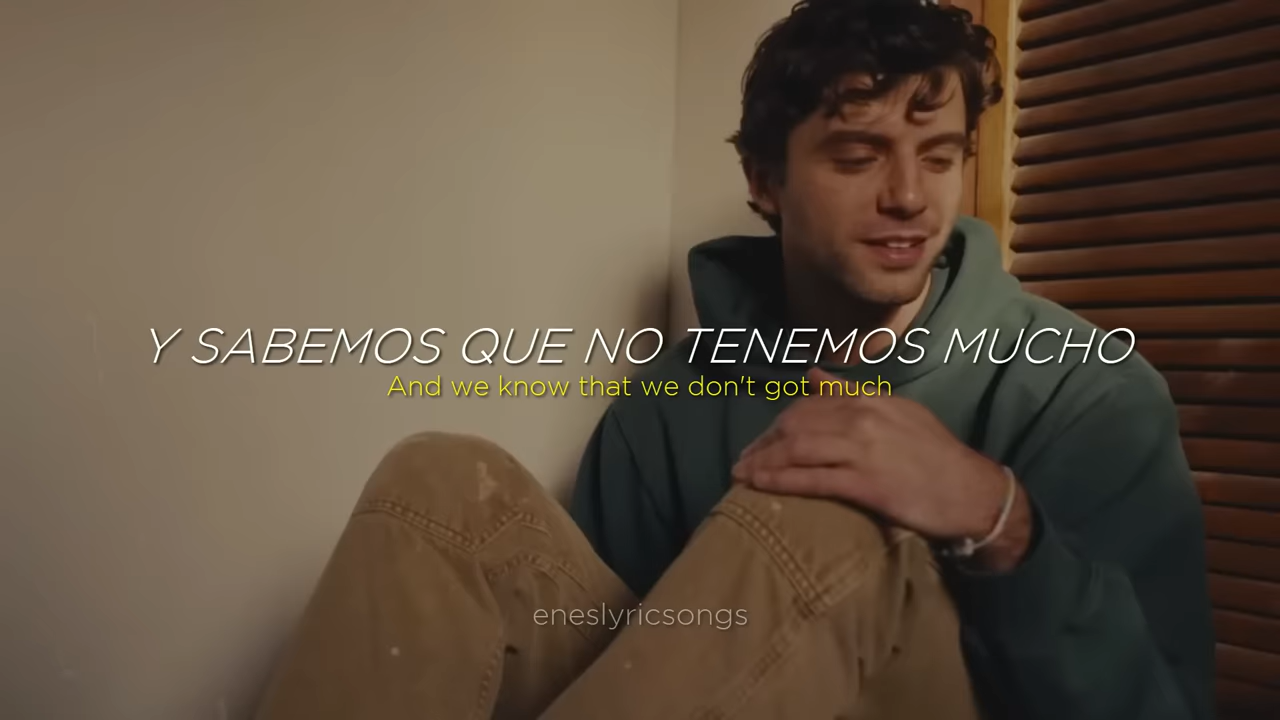 Y SABEMOS QUE NO TENEMOS MUCHO
And we know that we don't got much
eneslyricsongs